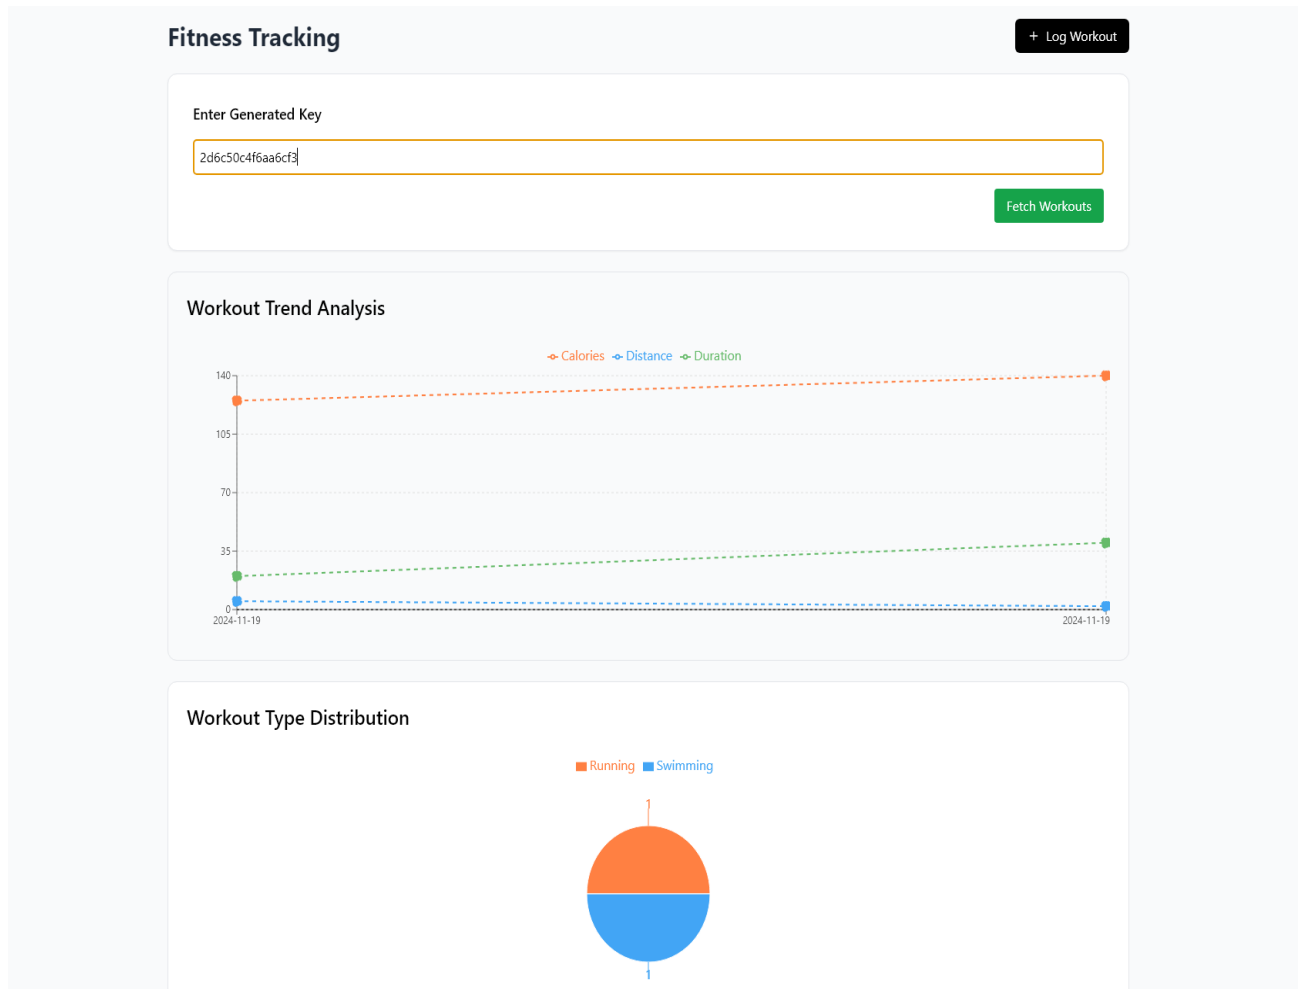 Fitness Tracking
+ Log Workout
Enter Generated Key
2d6c50c4f6aa6cf3
Fetch Workouts
Workout Trend Analysis
Calories Distance Duration
140
105
70
35
0
2024-11-19 2024-11-19
Workout Type Distribution
Running Swimming
1
1